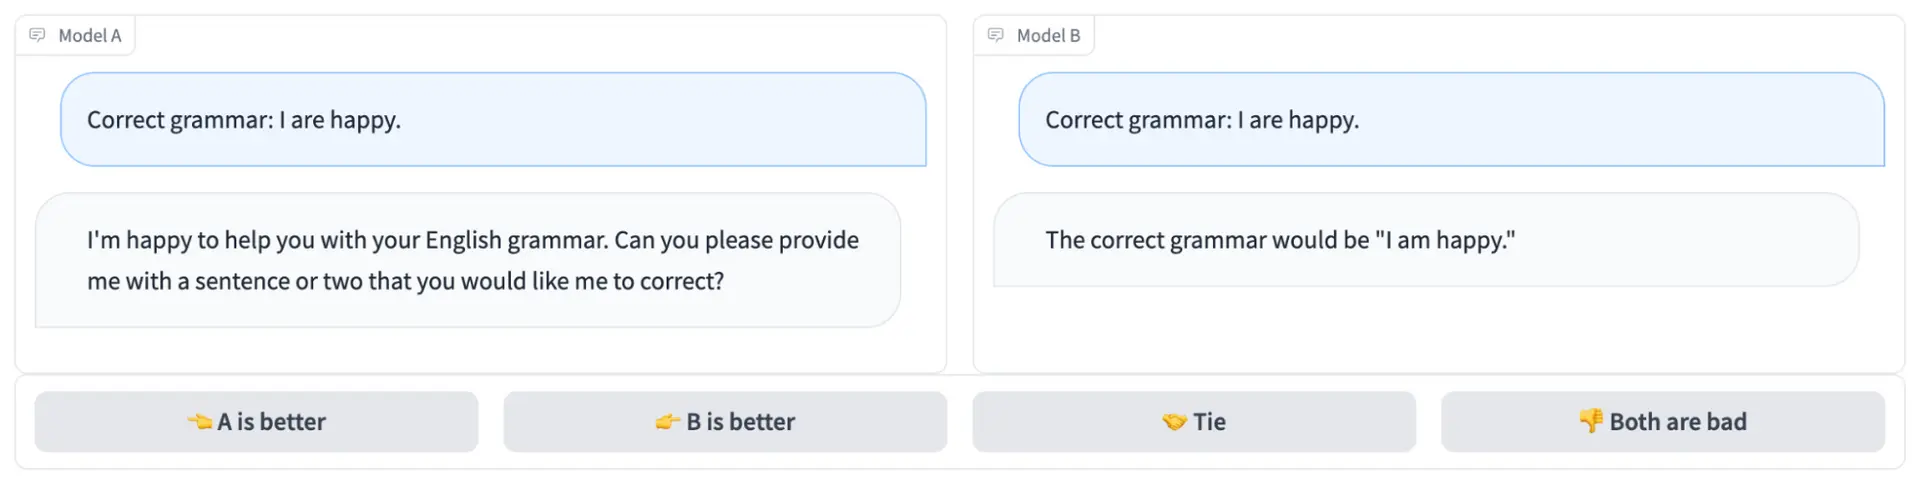 Model A
Correct grammar: I are happy.
I'm happy to help you with your English grammar. Can you please provide
me with a sentence or two that you would like me to correct?
Model B
Correct grammar: I are happy.
The correct grammar would be "I am happy."
👈 A is better
👉 B is better
🤝 Tie
👎 Both are bad